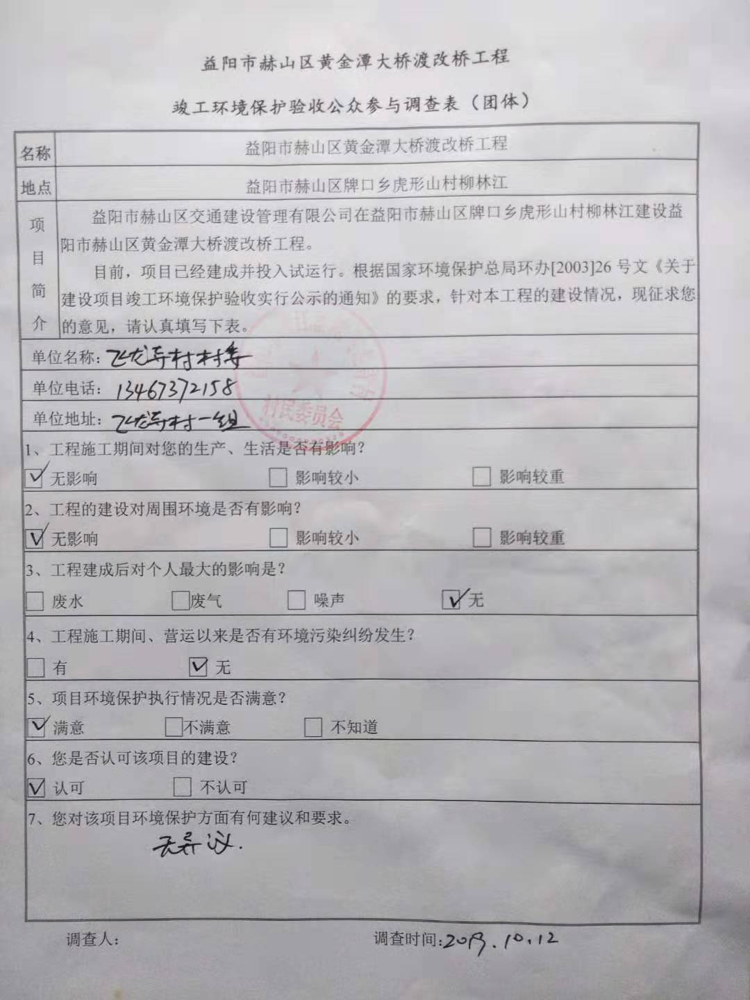 益阳市赫山区黄金潭大桥渡改桥工程
竣工环境保护验收公众参与调查表（团体）
名称 益阳市赫山区黄金潭大桥渡改桥工程
地点 益阳市赫山区牌口乡虎形山村柳林江
项目简介
益阳市赫山区交通建设管理有限公司在益阳市赫山区牌口乡虎形山村柳林江建设益
阳市赫山区黄金潭大桥渡改桥工程。
目前，项目已经建成并投入试运行。根据国家环境保护总局环办[2003]26 号文《关于
建设项目竣工环境保护验收实行公示的通知》的要求，针对本工程的建设情况，现征求您
的意见，请认真填写下表。
单位名称：飞龙寺村村委
单位电话：13467372158
单位地址：飞龙寺村一组
村民委员会
1、工程施工期间对您的生产、生活是否有影响？
☑ 无影响 □ 影响较小 □ 影响较重
2、工程的建设对周围环境是否有影响？
☑ 无影响 □ 影响较小 □ 影响较重
3、工程建成后对个人最大的影响是？
□ 废水 □ 废气 □ 噪声 ☑ 无
4、工程施工期间、营运以来是否有环境污染纠纷发生？
□ 有 ☑ 无
5、项目环境保护执行情况是否满意？
☑ 满意 □ 不满意 □ 不知道
6、您是否认可该项目的建设？
☑ 认可 □ 不认可
7、您对该项目环境保护方面有何建议和要求。
无异议.
调查人： 调查时间：2019.10.12